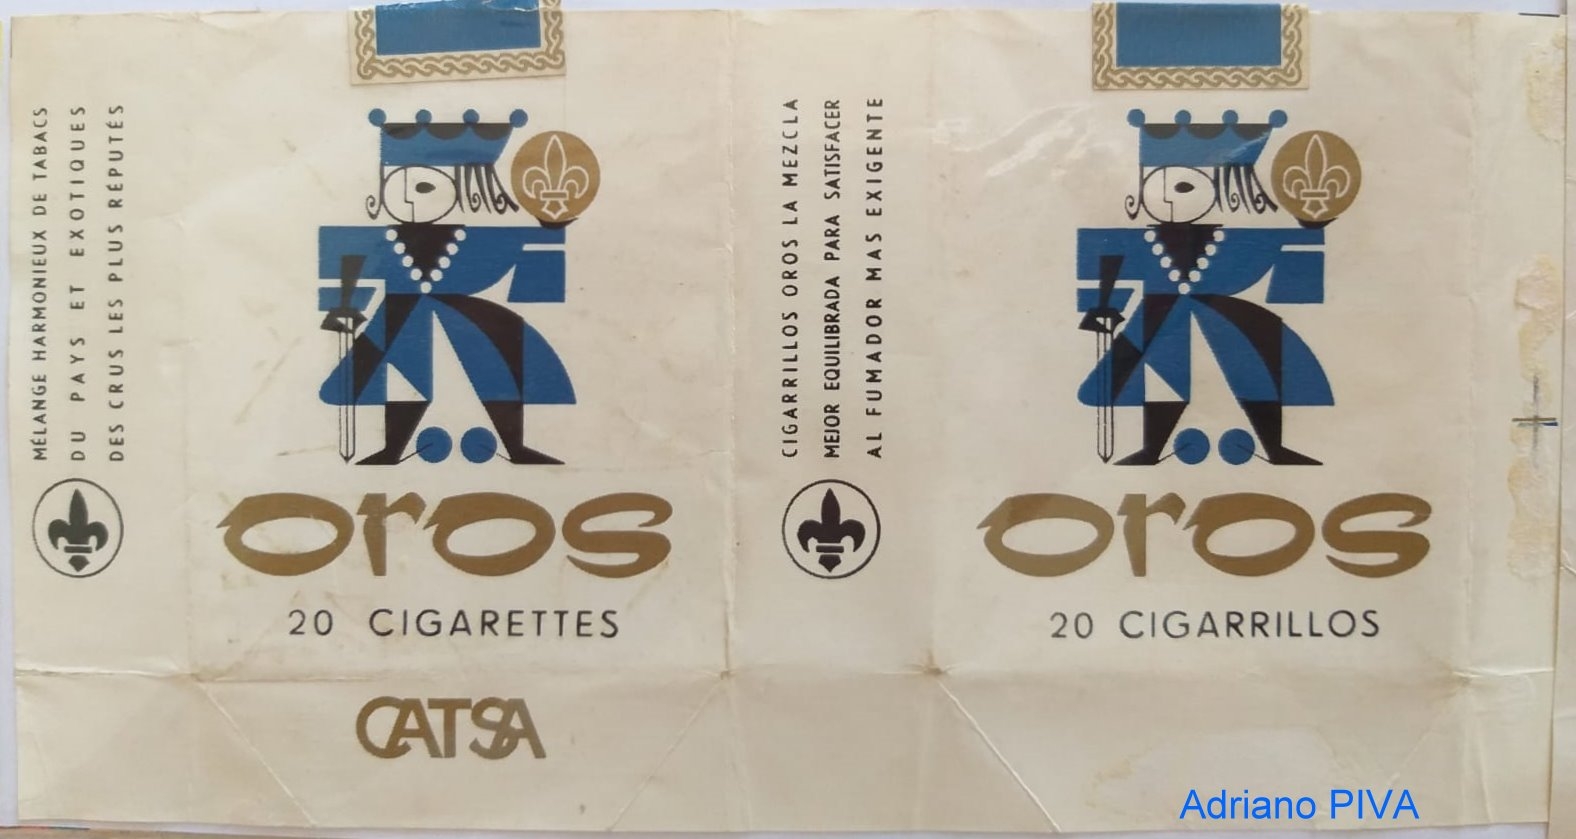 MÉLANGE HARMONIEUX DE TABACS
DU PAYS ET EXOTIQUES
DES CRUS LES PLUS RÉPUTÉS
oros
20 CIGARETTES
CATSA
CIGARRILLOS OROS LA MEZCLA
MEJOR EQUILIBRADA PARA SATISFACER
AL FUMADOR MAS EXIGENTE
oros
20 CIGARRILLOS
Adriano PIVA